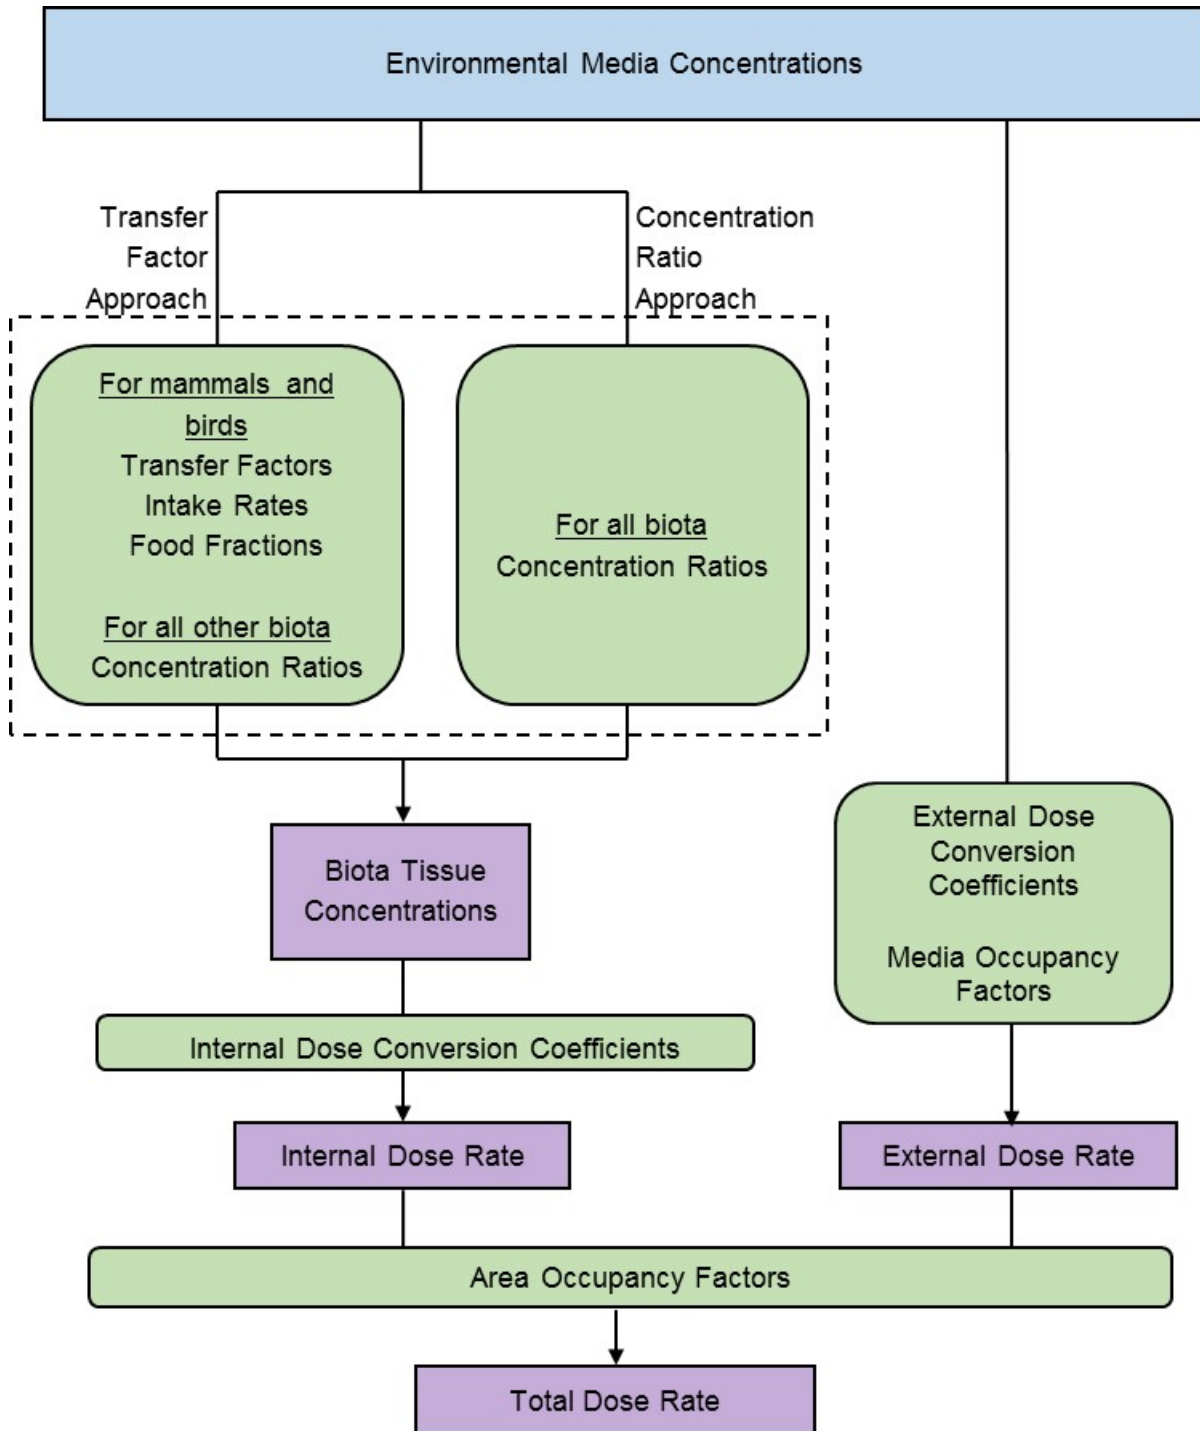 Environmental Media Concentrations
Transfer
Factor
Approach
Concentration
Ratio
Approach
For mammals and
birds
Transfer Factors
Intake Rates
Food Fractions
For all other biota
Concentration Ratios
For all biota
Concentration Ratios
Biota Tissue
Concentrations
External Dose
Conversion
Coefficients
Media Occupancy
Factors
Internal Dose Conversion Coefficients
Internal Dose Rate
External Dose Rate
Area Occupancy Factors
Total Dose Rate